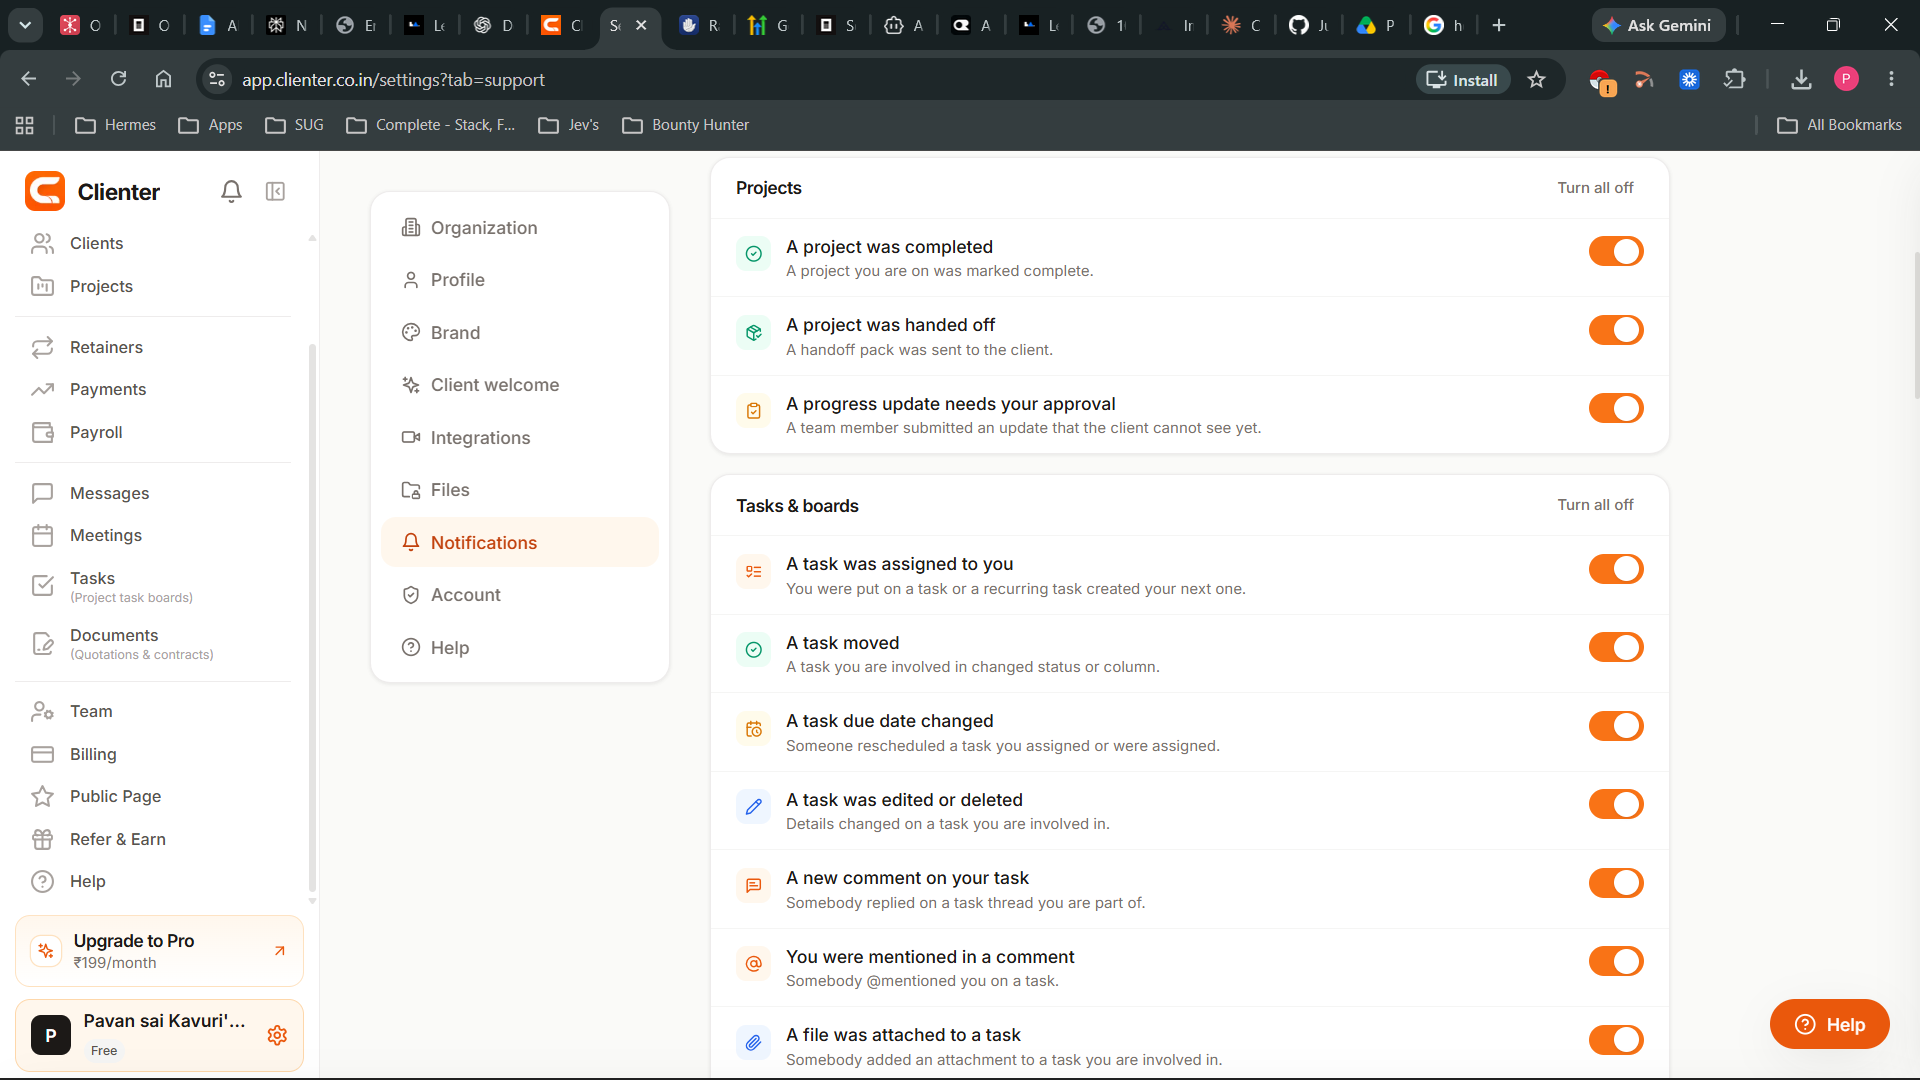 O
O
A
N
Er
Le
D
Cl
Se
Ra
G
S
A
A
Lo
10
In
C
Ju
P
h
Ask Gemini
app.clienter.co.in/settings?tab=support
Install
P
Hermes
Apps
SUG
Complete - Stack, F...
Jev's
Bounty Hunter
All Bookmarks
Clienter
Clients
Projects
Retainers
Payments
Payroll
Messages
Meetings
Tasks
(Project task boards)
Documents
(Quotations & contracts)
Team
Billing
Public Page
Refer & Earn
Help
Upgrade to Pro
₹199/month
P
Pavan sai Kavuri'...
Free
Organization
Profile
Brand
Client welcome
Integrations
Files
Notifications
Account
Help
Projects
Turn all off
A project was completed
A project you are on was marked complete.
A project was handed off
A handoff pack was sent to the client.
A progress update needs your approval
A team member submitted an update that the client cannot see yet.
Tasks & boards
Turn all off
A task was assigned to you
You were put on a task or a recurring task created your next one.
A task moved
A task you are involved in changed status or column.
A task due date changed
Someone rescheduled a task you assigned or were assigned.
A task was edited or deleted
Details changed on a task you are involved in.
A new comment on your task
Somebody replied on a task thread you are part of.
You were mentioned in a comment
Somebody @mentioned you on a task.
A file was attached to a task
Somebody added an attachment to a task you are involved in.
Help